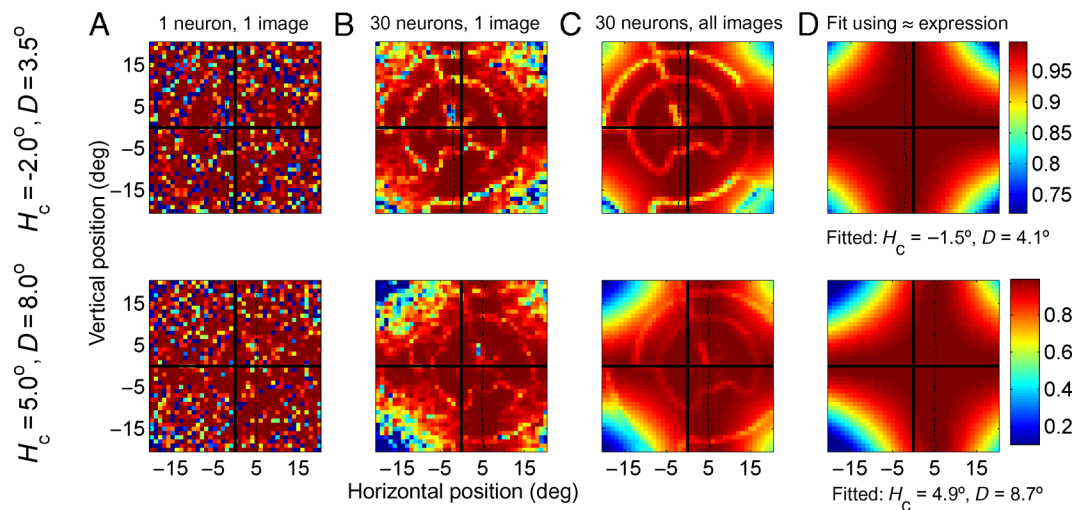 A 1 neuron, 1 image B 30 neurons, 1 image C 30 neurons, all images D Fit using ≈ expression
H_c = -2.0°, D = 3.5°
15
5
−5
−15
0.95
0.9
0.85
0.8
0.75
Fitted: H_c = −1.5°, D = 4.1°
Vertical position (deg)
H_c = 5.0°, D = 8.0°
15
5
−5
−15
0.8
0.6
0.4
0.2
−15 −5 5 15 −15 −5 5 15 −15 −5 5 15 −15 −5 5 15
Horizontal position (deg)
Fitted: H_c = 4.9°, D = 8.7°